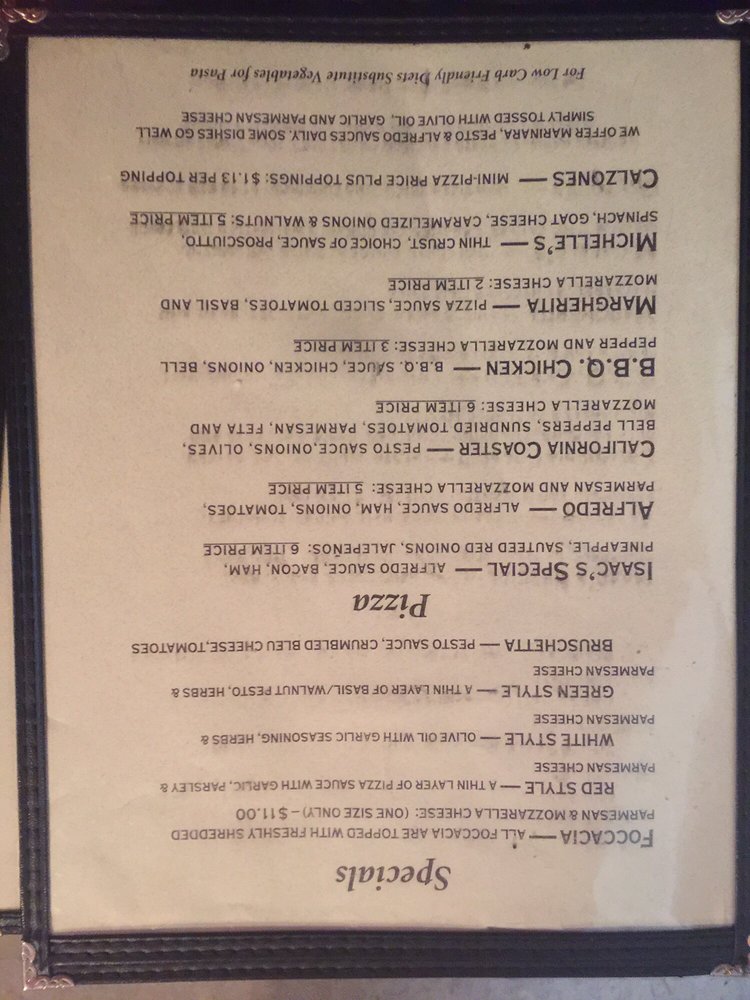 Specials
FOCCACIA — ALL FOCCACIA ARE TOPPED WITH FRESHLY SHREDDED
PARMESAN & MOZZARELLA CHEESE: (ONE SIZE ONLY) – $11.00
RED STYLE — A THIN LAYER OF PIZZA SAUCE WITH GARLIC, PARSLEY &
PARMESAN CHEESE
WHITE STYLE — OLIVE OIL WITH GARLIC SEASONING, HERBS &
PARMESAN CHEESE
GREEN STYLE — A THIN LAYER OF BASIL/WALNUT PESTO, HERBS &
PARMESAN CHEESE
BRUSCHETTA — PESTO SAUCE, CRUMBLED BLEU CHEESE,TOMATOES
Pizza
ISAAC'S SPECIAL — ALFREDO SAUCE, BACON, HAM,
PINEAPPLE, SAUTEED RED ONIONS, JALEPEÑOS: 6 ITEM PRICE
ALFREDO — ALFREDO SAUCE, HAM, ONIONS, TOMATOES,
PARMESAN AND MOZZARELLA CHEESE: 5 ITEM PRICE
CALIFORNIA COASTER — PESTO SAUCE,ONIONS, OLIVES,
BELL PEPPERS, SUNDRIED TOMATOES, PARMESAN, FETA AND
MOZZARELLA CHEESE: 6 ITEM PRICE
B.B.Q. CHICKEN — B.B.Q. SAUCE, CHICKEN, ONIONS, BELL
PEPPER AND MOZZARELLA CHEESE: 3 ITEM PRICE
MARGHERITA — PIZZA SAUCE, SLICED TOMATOES, BASIL AND
MOZZARELLA CHEESE: 2 ITEM PRICE
MICHELLE'S — THIN CRUST, CHOICE OF SAUCE, PROSCIUTTO,
SPINACH, GOAT CHEESE, CARAMELIZED ONIONS & WALNUTS: 5 ITEM PRICE
CALZONES — MINI-PIZZA PRICE PLUS TOPPINGS: $1.13 PER TOPPING
WE OFFER MARINARA, PESTO & ALFREDO SAUCES DAILY. SOME DISHES GO WELL
SIMPLY TOSSED WITH OLIVE OIL, GARLIC AND PARMESAN CHEESE
For Low Carb Friendly Diets Substitute Vegetables for Pasta